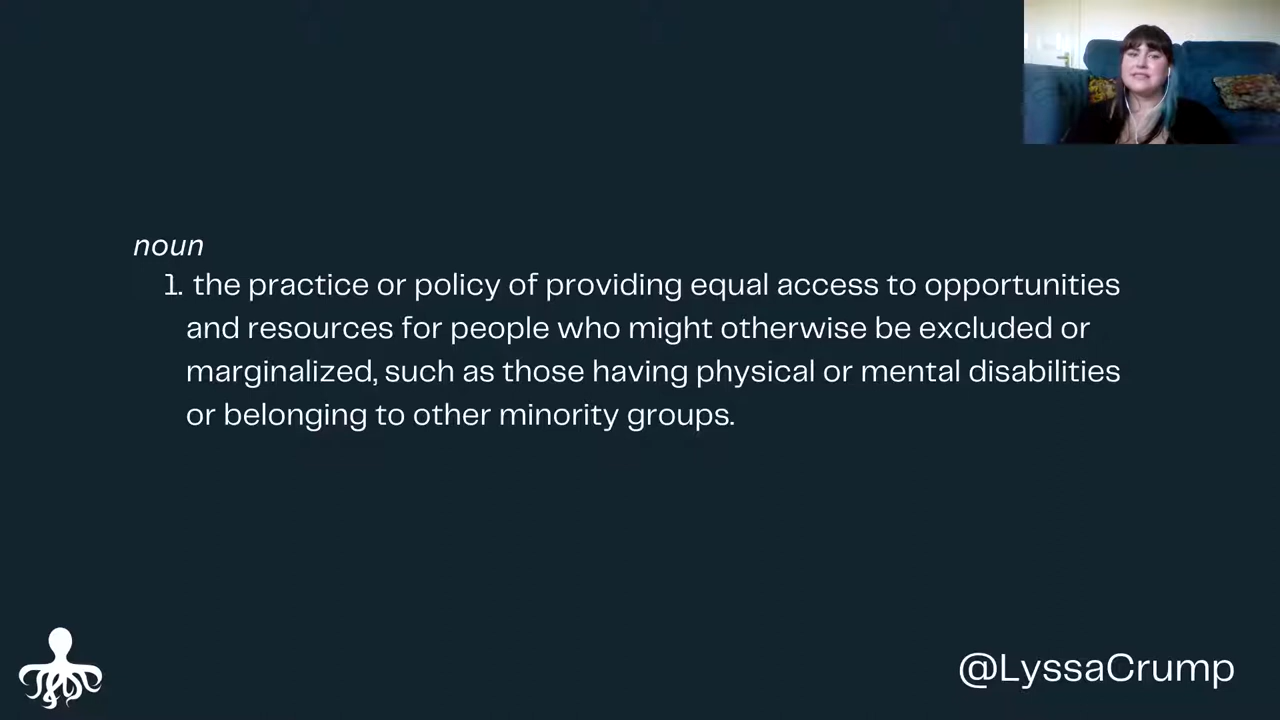 noun
1. the practice or policy of providing equal access to opportunities
and resources for people who might otherwise be excluded or
marginalized, such as those having physical or mental disabilities
or belonging to other minority groups.
@LyssaCrump